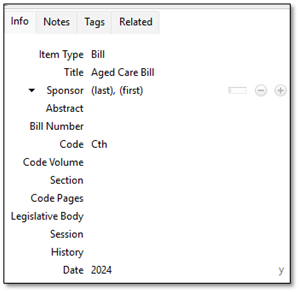 Info Notes Tags Related
Item Type Bill
Title Aged Care Bill
Sponsor (last), (first)
Abstract
Bill Number
Code Cth
Code Volume
Section
Code Pages
Legislative Body
Session
History
Date 2024 y